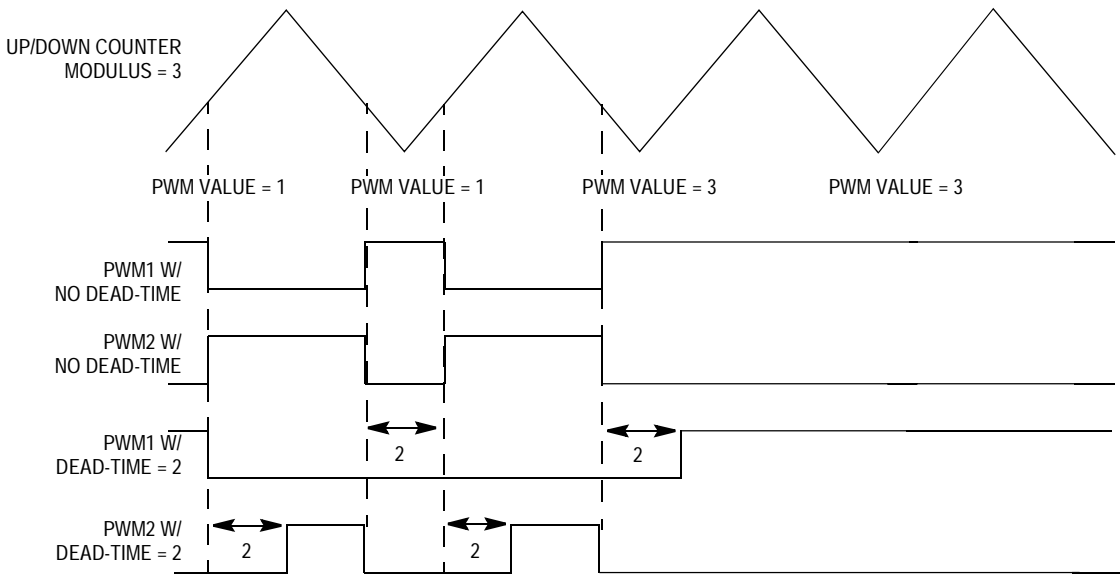 UP/DOWN COUNTER
MODULUS = 3
PWM VALUE = 1
PWM VALUE = 1
PWM VALUE = 3
PWM VALUE = 3
PWM1 W/
NO DEAD-TIME
PWM2 W/
NO DEAD-TIME
PWM1 W/
DEAD-TIME = 2
2
2
PWM2 W/
DEAD-TIME = 2
2
2